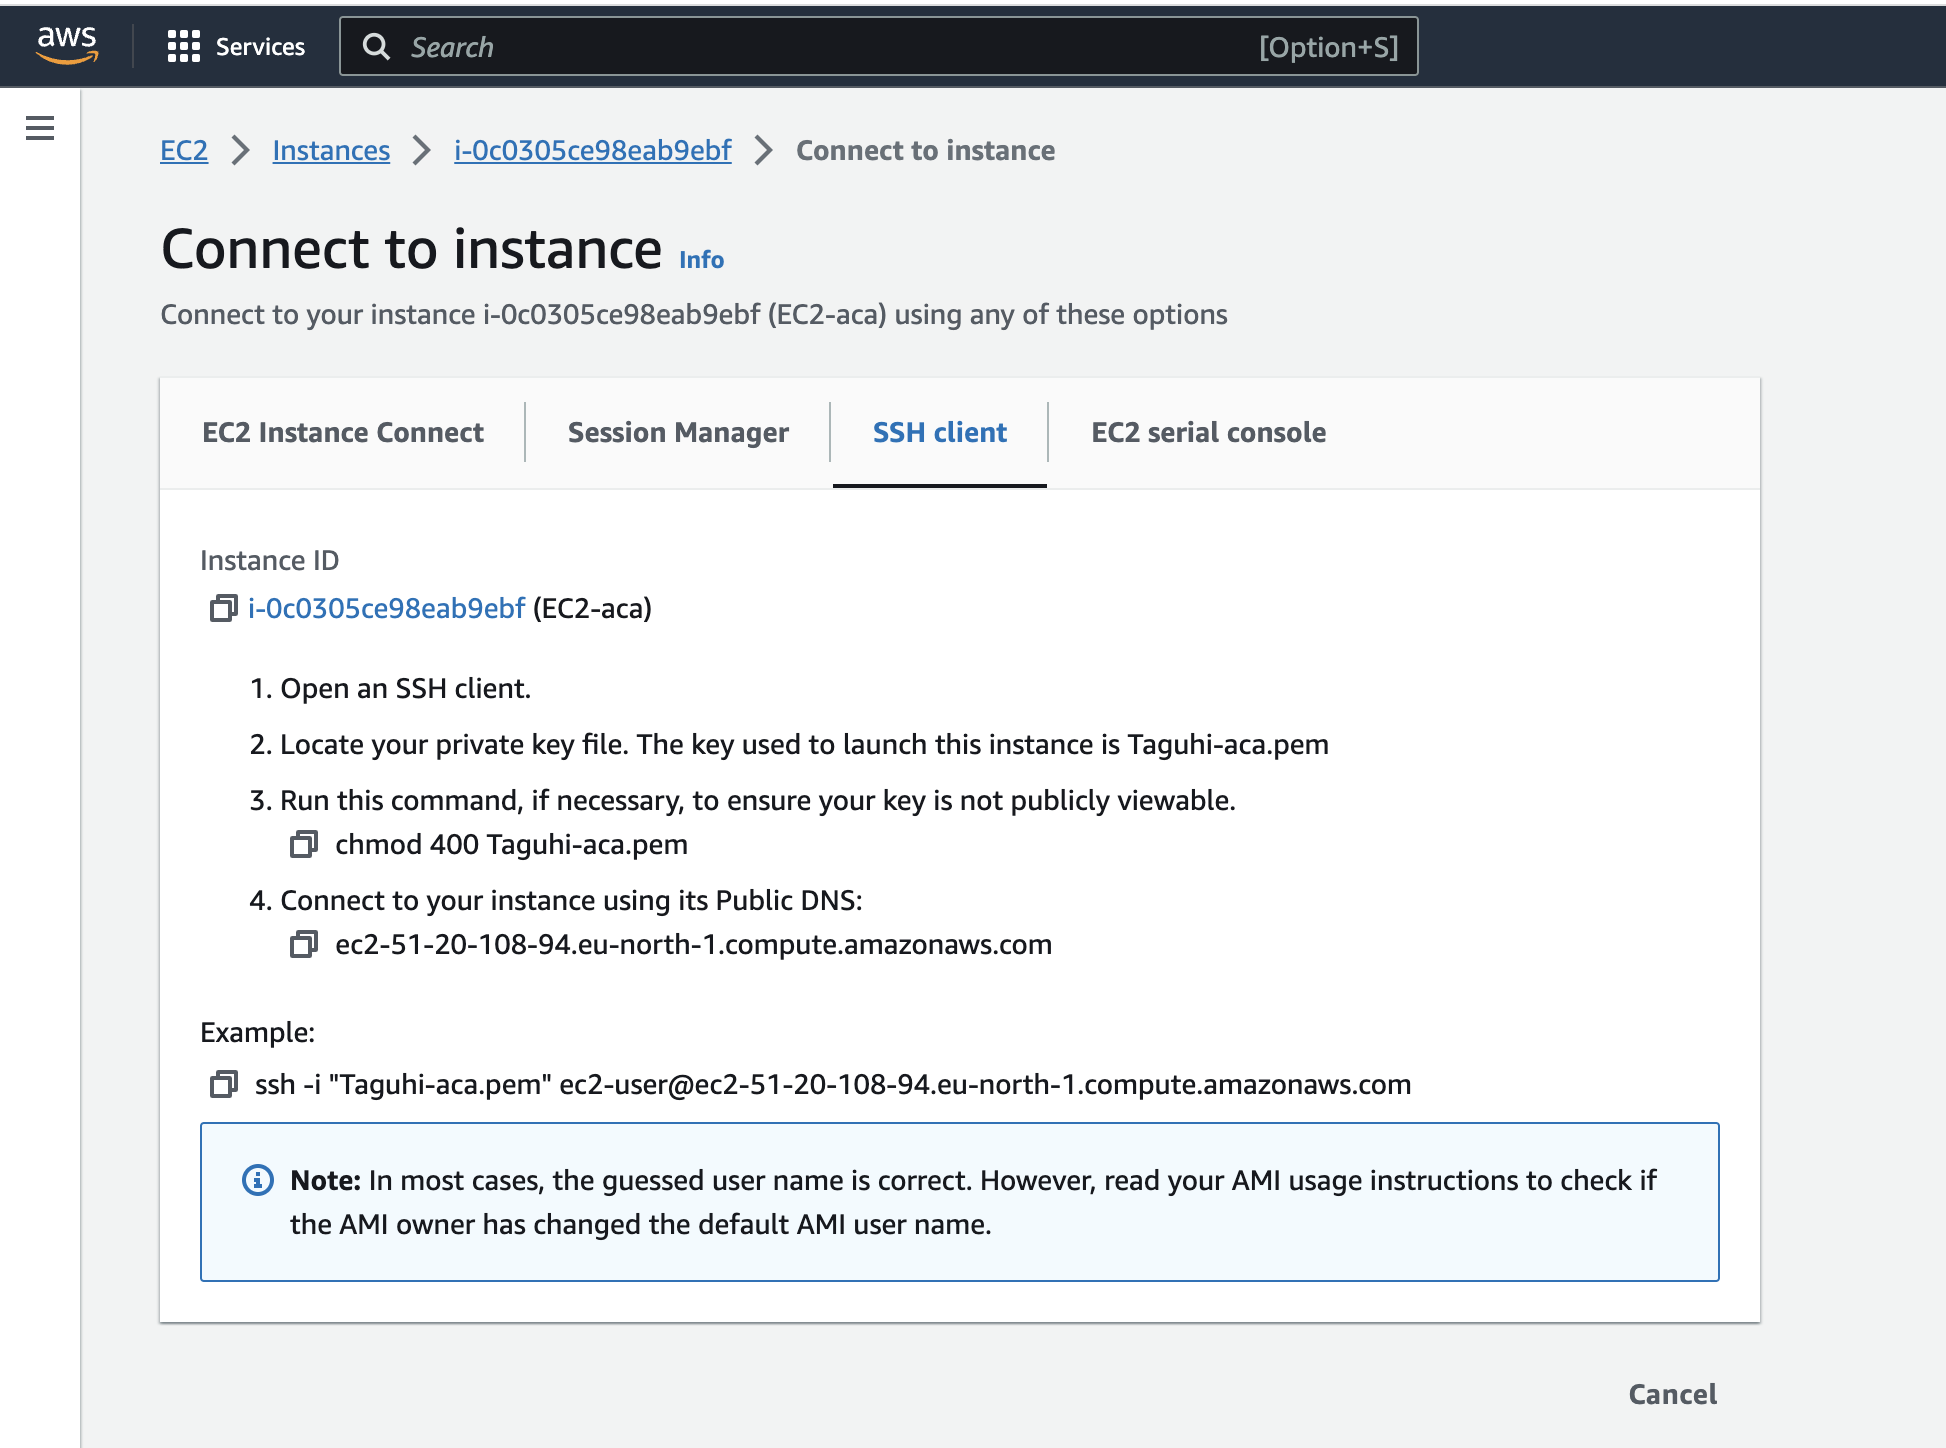 aws
Services
Search
[Option+S]
EC2
Instances
i-0c0305ce98eab9ebf
Connect to instance
Connect to instance Info
Connect to your instance i-0c0305ce98eab9ebf (EC2-aca) using any of these options
EC2 Instance Connect
Session Manager
SSH client
EC2 serial console
Instance ID
i-0c0305ce98eab9ebf (EC2-aca)
1. Open an SSH client.
2. Locate your private key file. The key used to launch this instance is Taguhi-aca.pem
3. Run this command, if necessary, to ensure your key is not publicly viewable.
chmod 400 Taguhi-aca.pem
4. Connect to your instance using its Public DNS:
ec2-51-20-108-94.eu-north-1.compute.amazonaws.com
Example:
ssh -i "Taguhi-aca.pem" ec2-user@ec2-51-20-108-94.eu-north-1.compute.amazonaws.com
Note: In most cases, the guessed user name is correct. However, read your AMI usage instructions to check if
the AMI owner has changed the default AMI user name.
Cancel